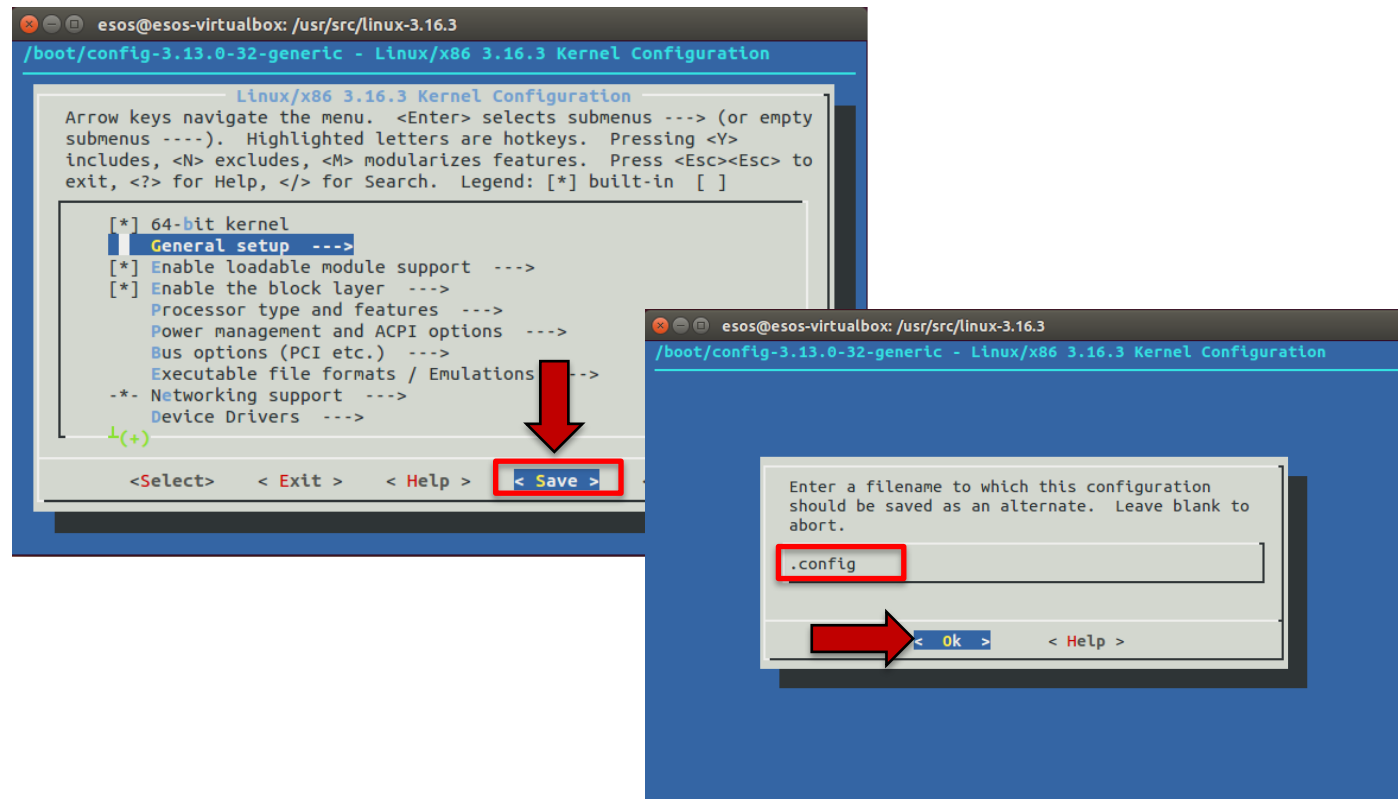 esos@esos-virtualbox: /usr/src/linux-3.16.3
/boot/config-3.13.0-32-generic - Linux/x86 3.16.3 Kernel Configuration
Linux/x86 3.16.3 Kernel Configuration
Arrow keys navigate the menu.  <Enter> selects submenus ---> (or empty
submenus ----).  Highlighted letters are hotkeys.  Pressing <Y>
includes, <N> excludes, <M> modularizes features.  Press <Esc><Esc> to
exit, <?> for Help, </> for Search.  Legend: [*] built-in  [ ]
[*] 64-bit kernel
General setup  --->
[*] Enable loadable module support  --->
[*] Enable the block layer  --->
Processor type and features  --->
Power management and ACPI options  --->
Bus options (PCI etc.)  --->
Executable file formats / Emulations  -->
-*- Networking support  --->
Device Drivers  --->
┴(+)
<Select>    < Exit >    < Help >    < Save >    <
esos@esos-virtualbox: /usr/src/linux-3.16.3
/boot/config-3.13.0-32-generic - Linux/x86 3.16.3 Kernel Configuration
Enter a filename to which this configuration
should be saved as an alternate.  Leave blank to
abort.
.config
<  Ok  >      < Help >